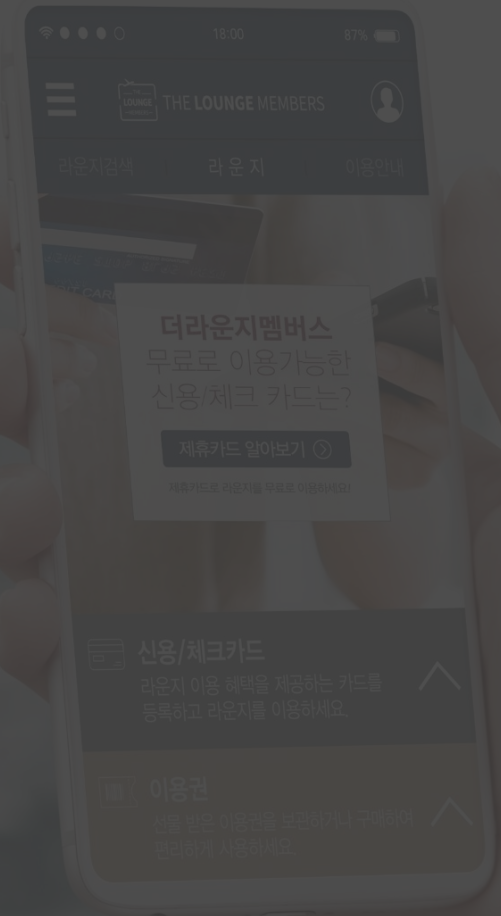 18:00
87%
LOUNGE
THE LOUNGE MEMBERS
라운지검색 라운지 이용안내
CARD
더라운지멤버스
무료로 이용가능한
신용/체크 카드는?
제휴카드 알아보기
제휴카드로 라운지를 무료로 이용하세요!
신용/체크카드
라운지 이용 혜택을 제공하는 카드를
등록하고 라운지를 이용하세요.
이용권
선물 받은 이용권을 보관하거나 구매하여
편리하게 사용하세요.